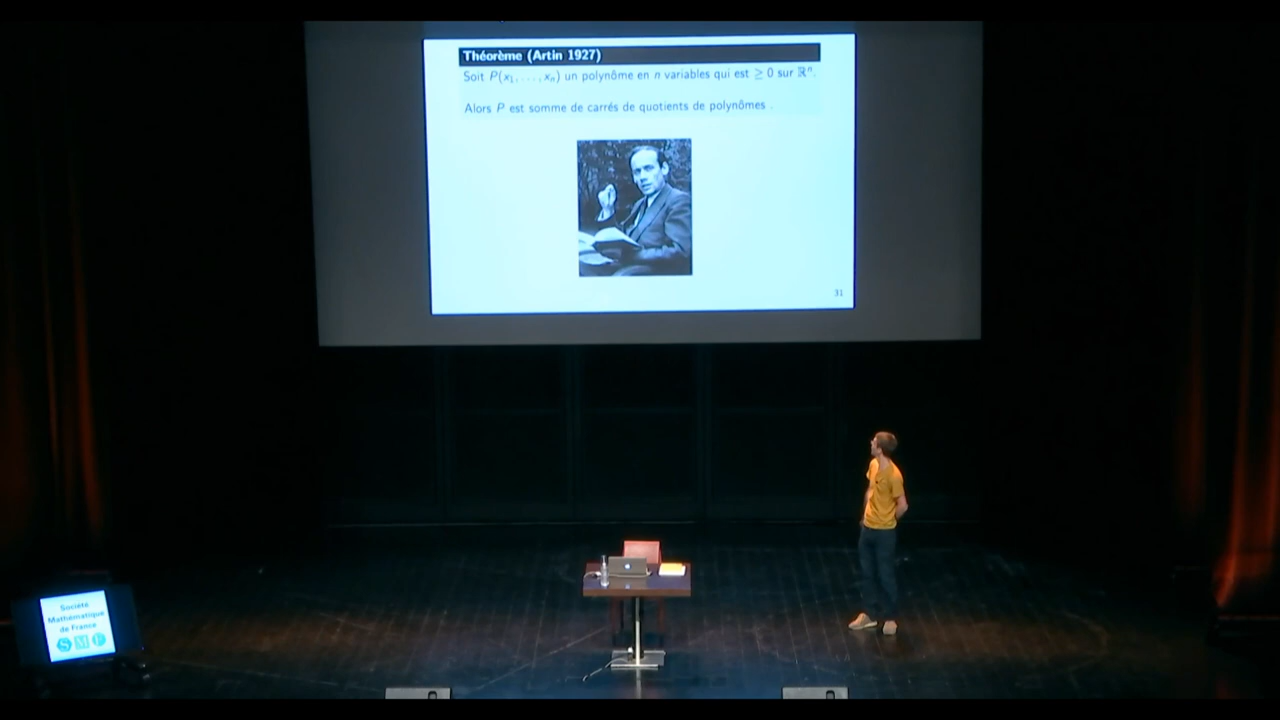 Théorème (Artin 1927)
Soit P(x₁, . . . , xₙ) un polynôme en n variables qui est ≥ 0 sur ℝⁿ.
Alors P est somme de carrés de quotients de polynômes .
31
Société
Mathématique
de France
S M F